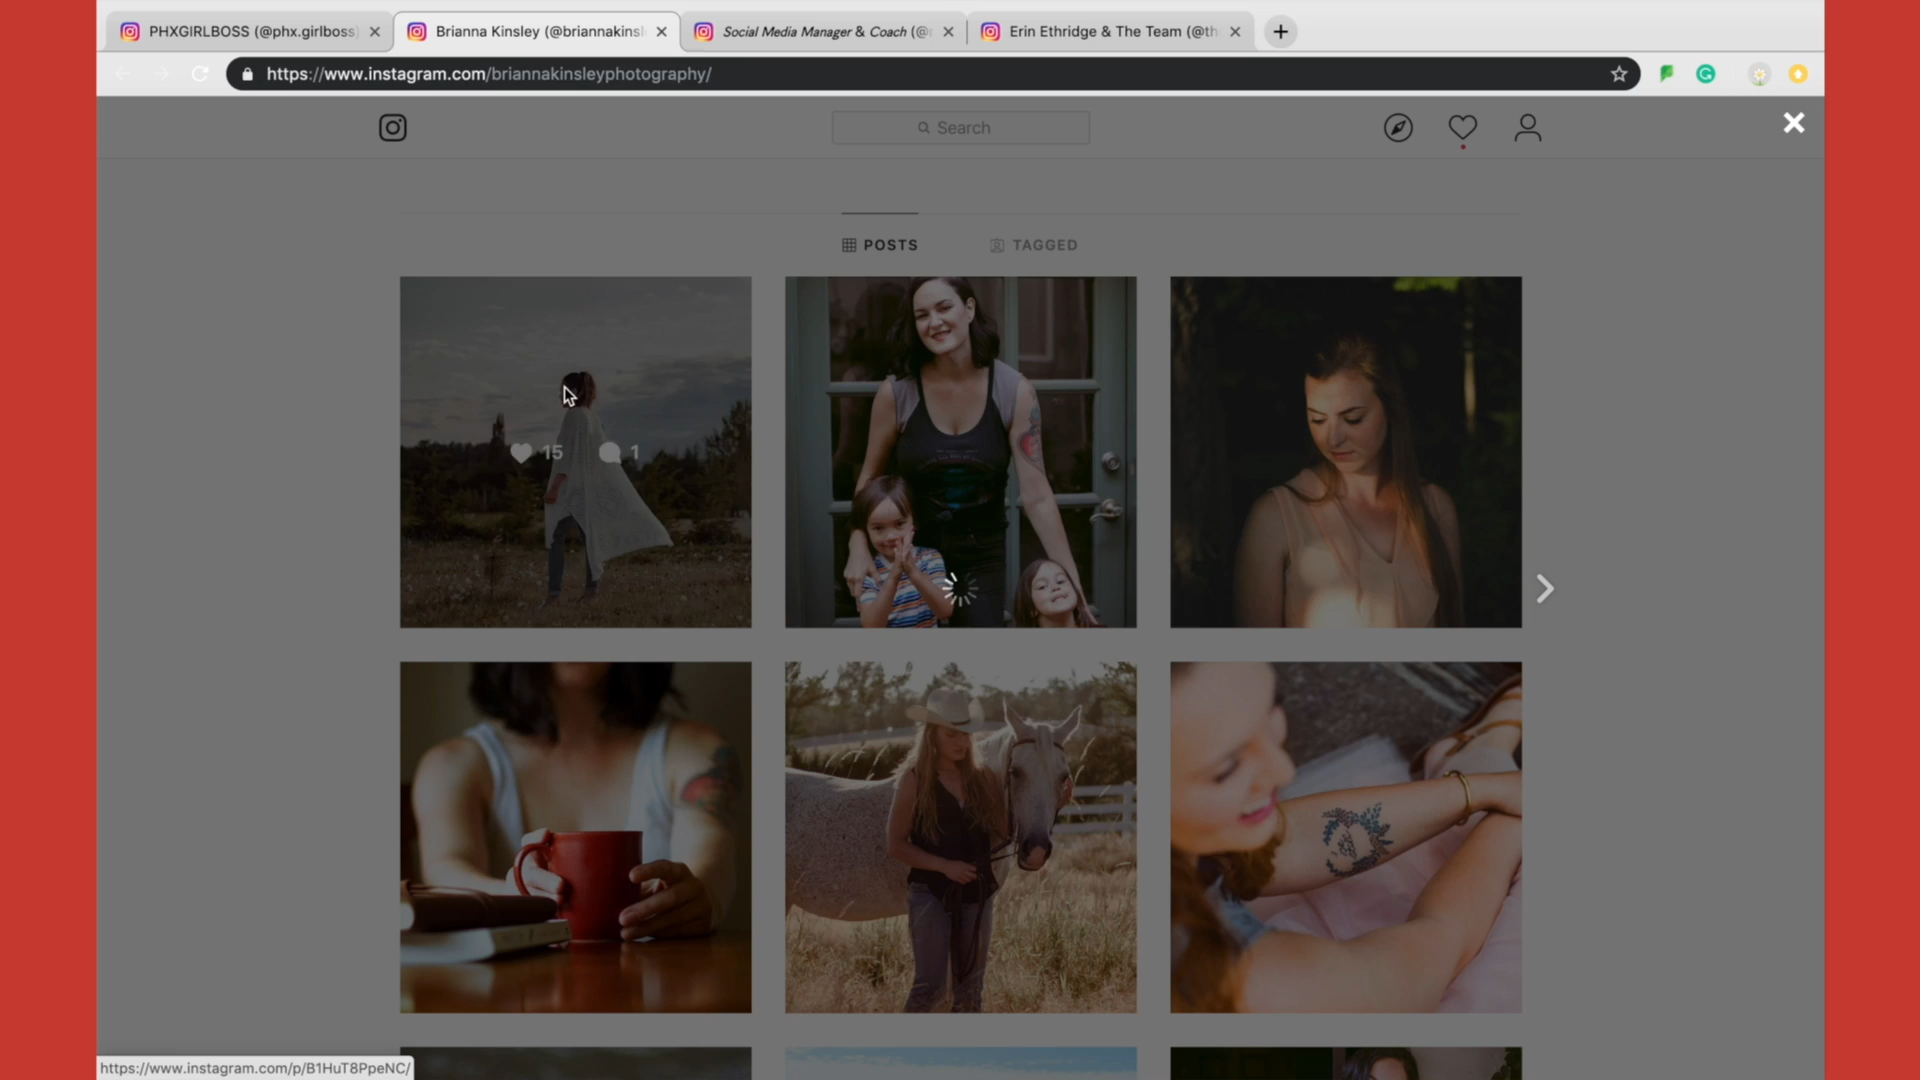 PHXGIRLBOSS (@phx.girlboss)
Brianna Kinsley (@briannakinsl
Social Media Manager & Coach (@
Erin Ethridge & The Team (@th
https://www.instagram.com/briannakinsleyphotography/
Search
POSTS
TAGGED
15
1
https://www.instagram.com/p/B1HuT8PpeNC/